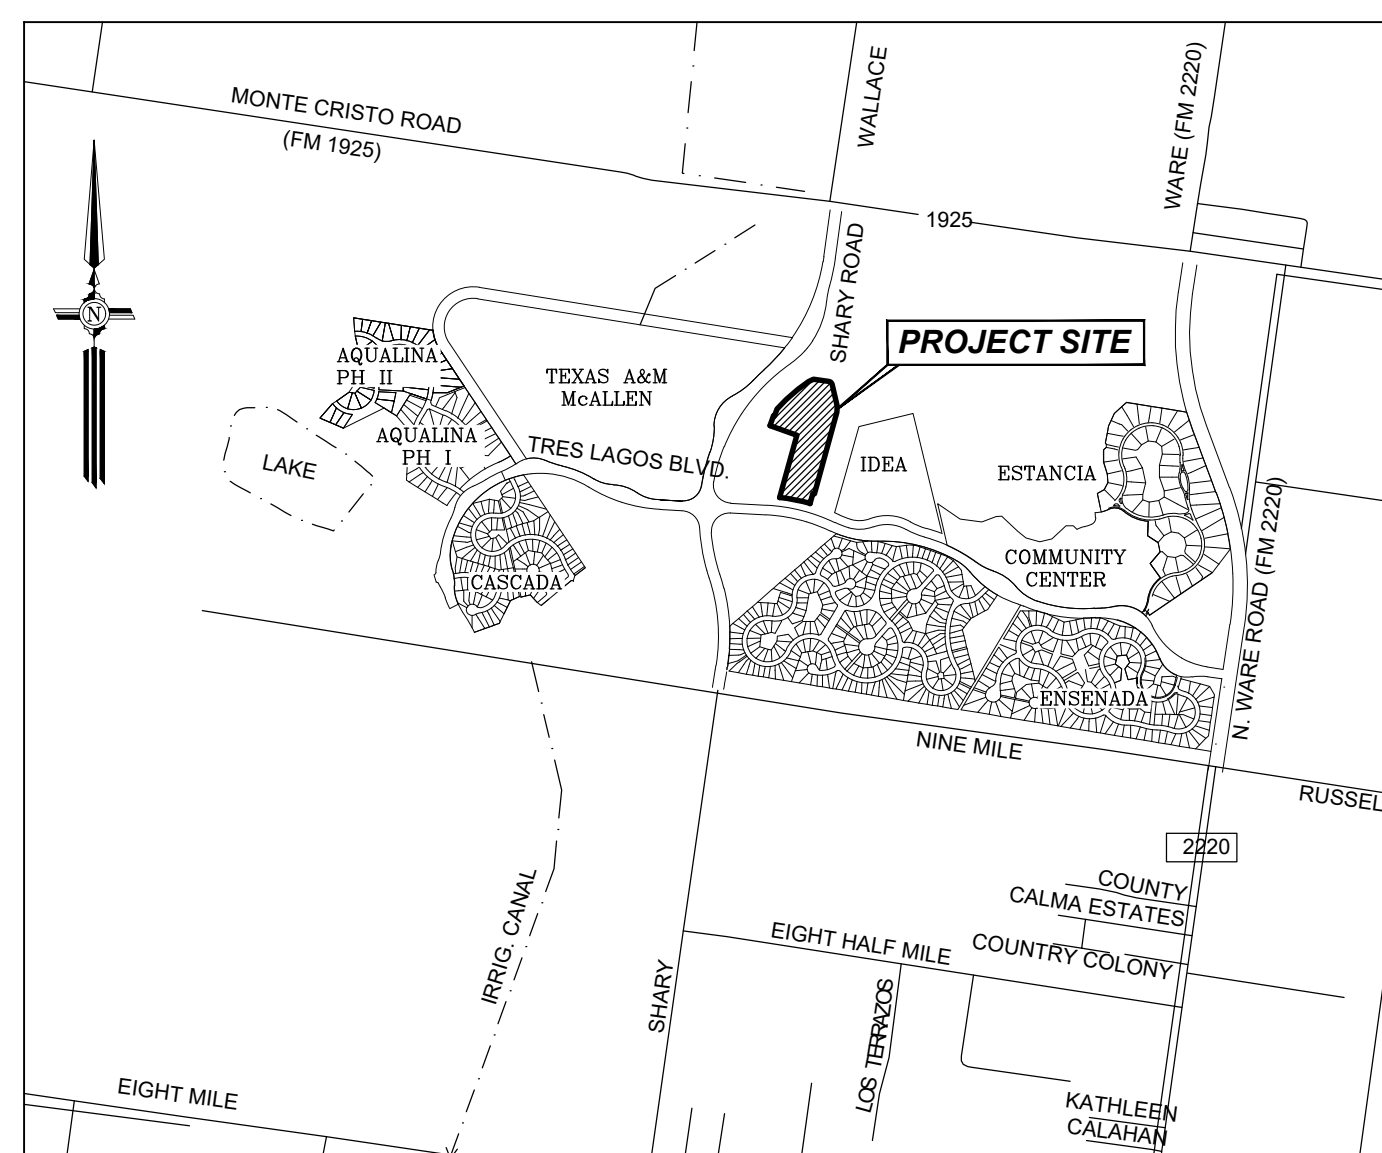 WALLACE
WARE (FM 2220)
MONTE CRISTO ROAD
(FM 1925)
1925
SHARY ROAD
N
PROJECT SITE
AQUALINA
PH II
TEXAS A&M
McALLEN
AQUALINA
PH I
TRES LAGOS BLVD.
LAKE
IDEA
ESTANCIA
N. WARE ROAD (FM 2220)
COMMUNITY
CENTER
CASCADA
ENSENADA
NINE MILE
RUSSEL
2220
COUNTY
CALMA ESTATES
IRRIG. CANAL
EIGHT HALF MILE
COUNTRY COLONY
SHARY
LOS TERRAZOS
EIGHT MILE
KATHLEEN
CALAHAN